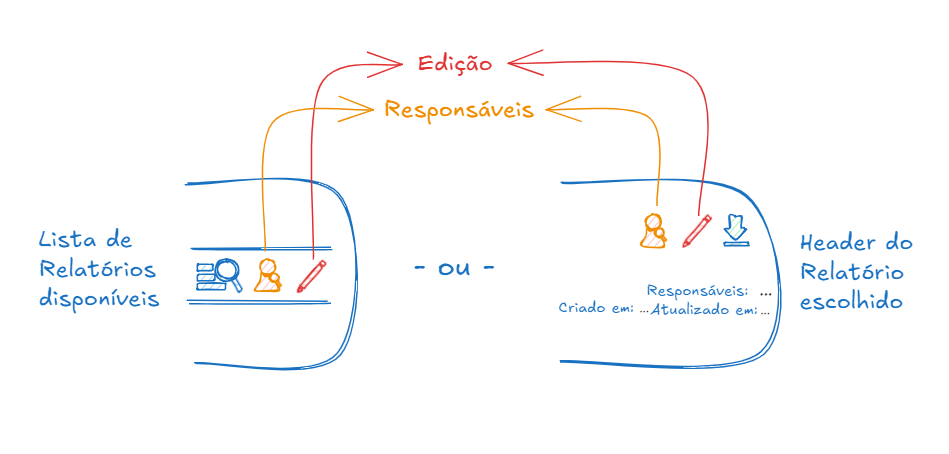 Edição
Responsáveis
Lista de
Relatórios
disponíveis
- ou -
Responsáveis: ...
Criado em: ... Atualizado em: ...
Header do
Relatório
escolhido